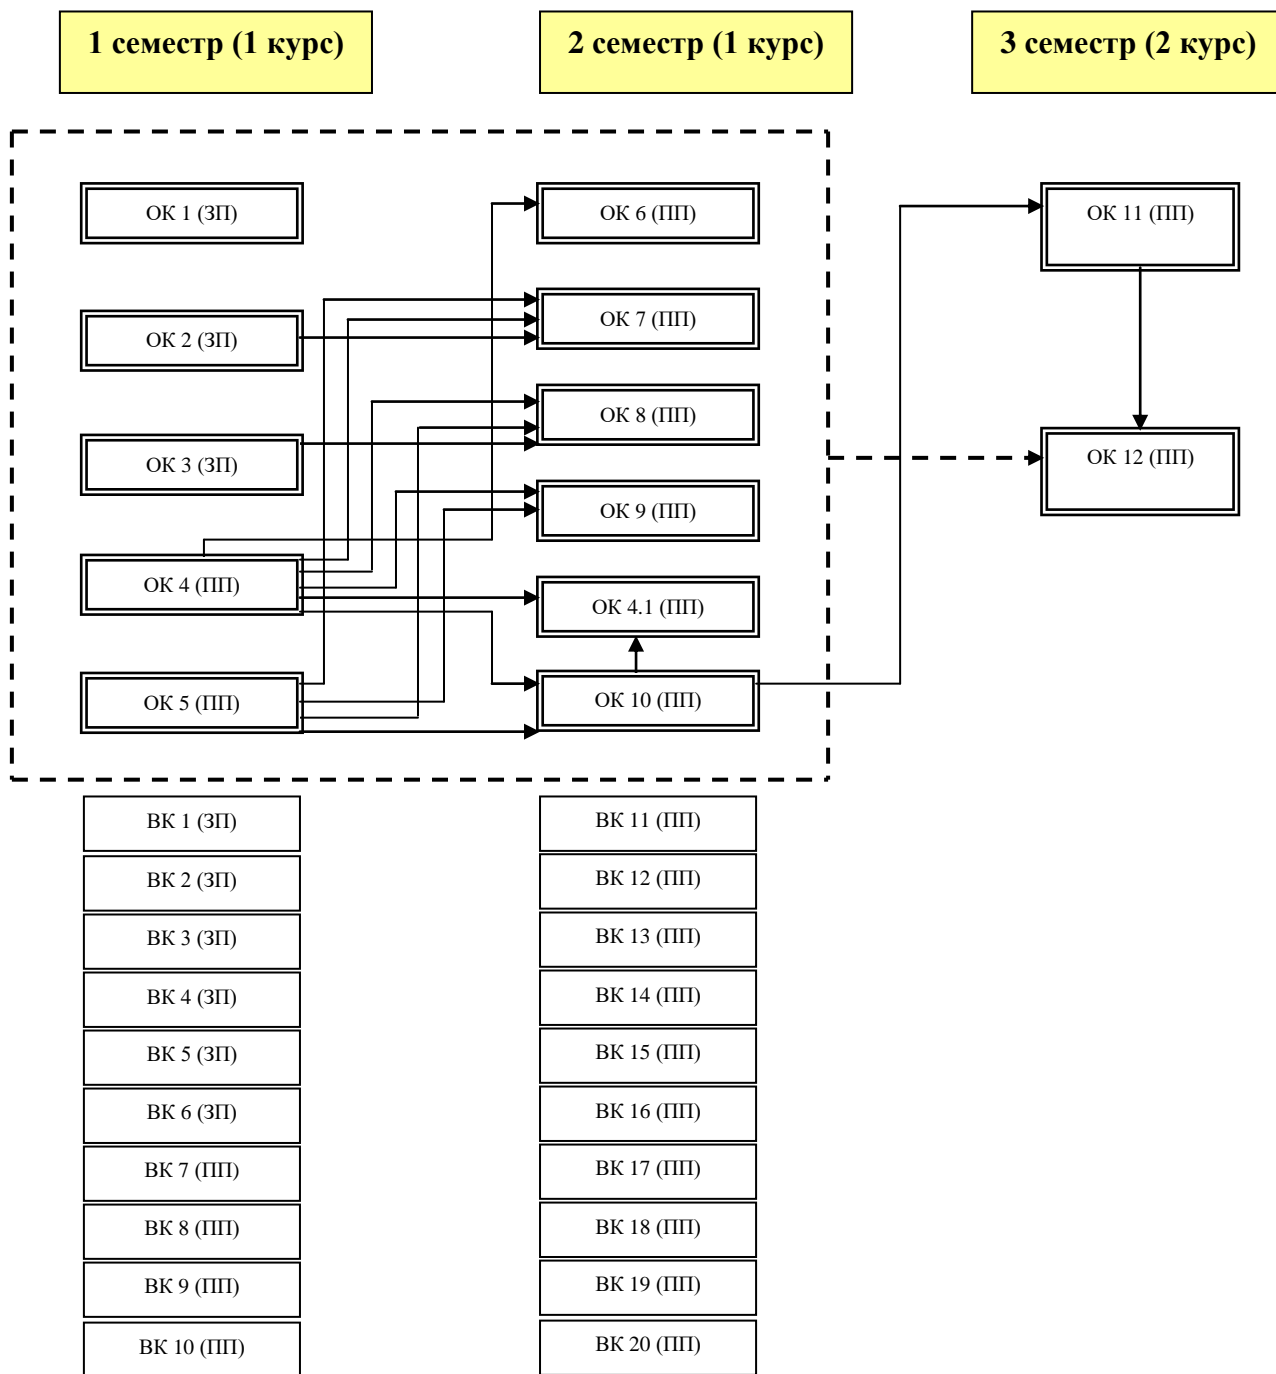 1 семестр (1 курс)
2 семестр (1 курс)
3 семестр (2 курс)
ОК 1 (ЗП)
ОК 6 (ПП)
ОК 11 (ПП)
ОК 2 (ЗП)
ОК 7 (ПП)
ОК 3 (ЗП)
ОК 8 (ПП)
ОК 12 (ПП)
ОК 9 (ПП)
ОК 4 (ПП)
ОК 4.1 (ПП)
ОК 5 (ПП)
ОК 10 (ПП)
ВК 1 (ЗП)
ВК 11 (ПП)
ВК 2 (ЗП)
ВК 12 (ПП)
ВК 3 (ЗП)
ВК 13 (ПП)
ВК 4 (ЗП)
ВК 14 (ПП)
ВК 5 (ЗП)
ВК 15 (ПП)
ВК 6 (ЗП)
ВК 16 (ПП)
ВК 7 (ПП)
ВК 17 (ПП)
ВК 8 (ПП)
ВК 18 (ПП)
ВК 9 (ПП)
ВК 19 (ПП)
ВК 10 (ПП)
ВК 20 (ПП)